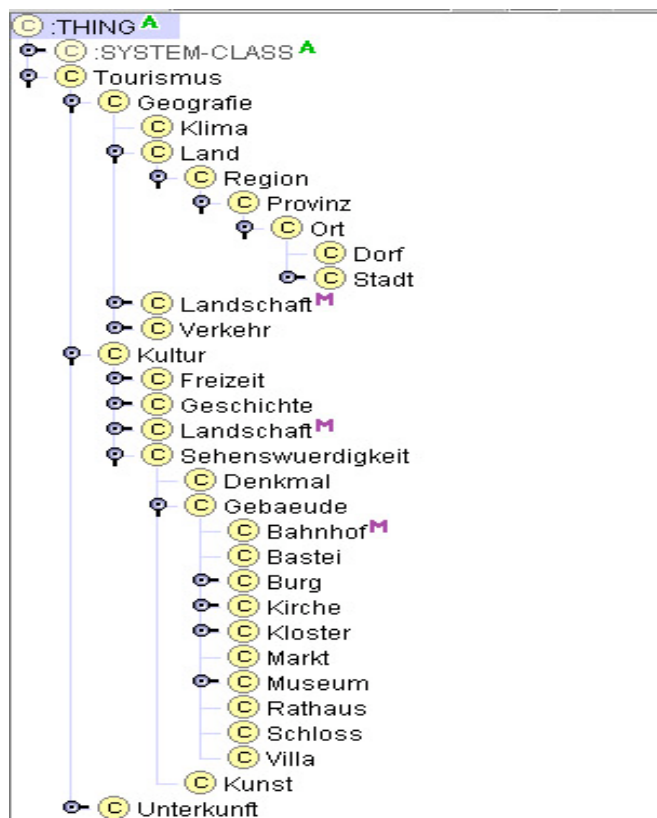 C :THING A
C :SYSTEM-CLASS A
C Tourismus
C Geografie
C Klima
C Land
C Region
C Provinz
C Ort
C Dorf
C Stadt
C Landschaft M
C Verkehr
C Kultur
C Freizeit
C Geschichte
C Landschaft M
C Sehenswuerdigkeit
C Denkmal
C Gebaeude
C Bahnhof M
C Bastei
C Burg
C Kirche
C Kloster
C Markt
C Museum
C Rathaus
C Schloss
C Villa
C Kunst
C Unterkunft